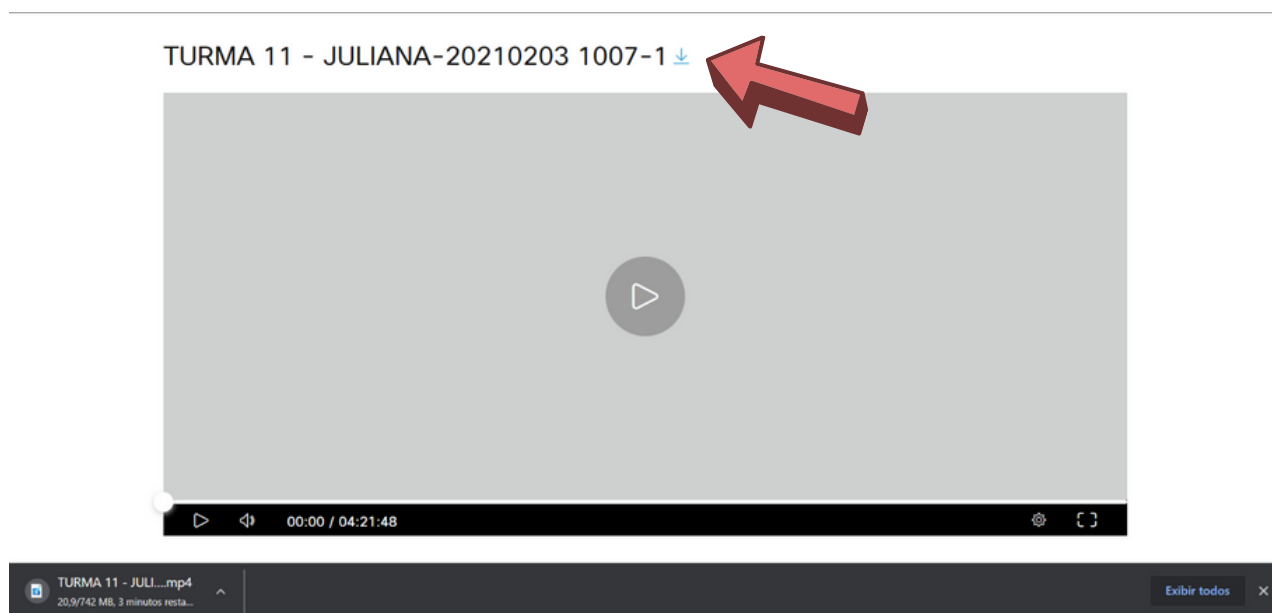 TURMA 11 - JULIANA-20210203 1007-1
00:00 / 04:21:48
TURMA 11 - JULI....mp4
20,9/742 MB, 3 minutos resta...
Exibir todos